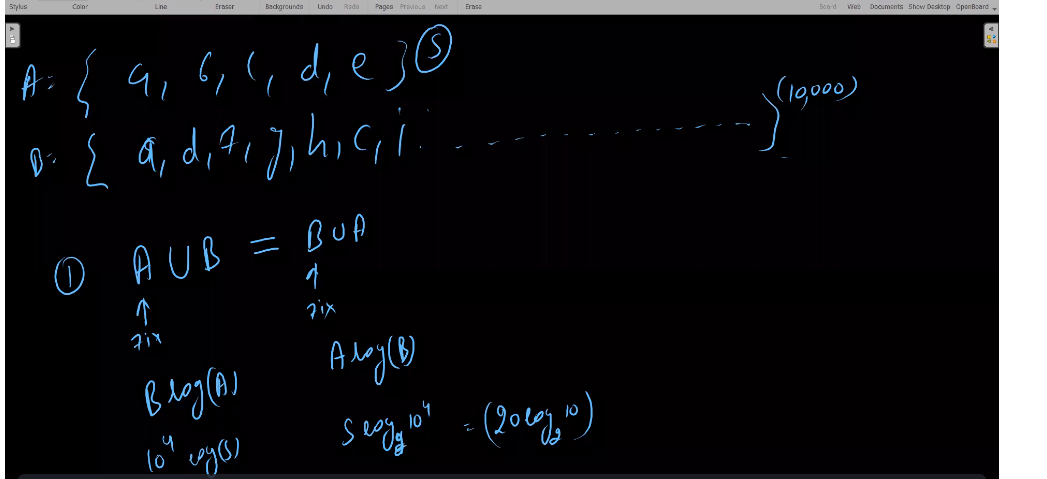 Stylus Color Line Eraser Backgrounds Undo Redo Pages Previous Next Erase Board Web Documents Show Desktop OpenBoard
A: { a, b, c, d, e } 5
B: { a, d, f, g, h, c, i . . - - - - - - - - - - } (10,000)
① A ∪ B = B ∪ A
↑ ↑
fix fix
B log(A) A log(B)
10⁴ log(5) 5 log₂ 10⁴ = (20 log₂ 10)